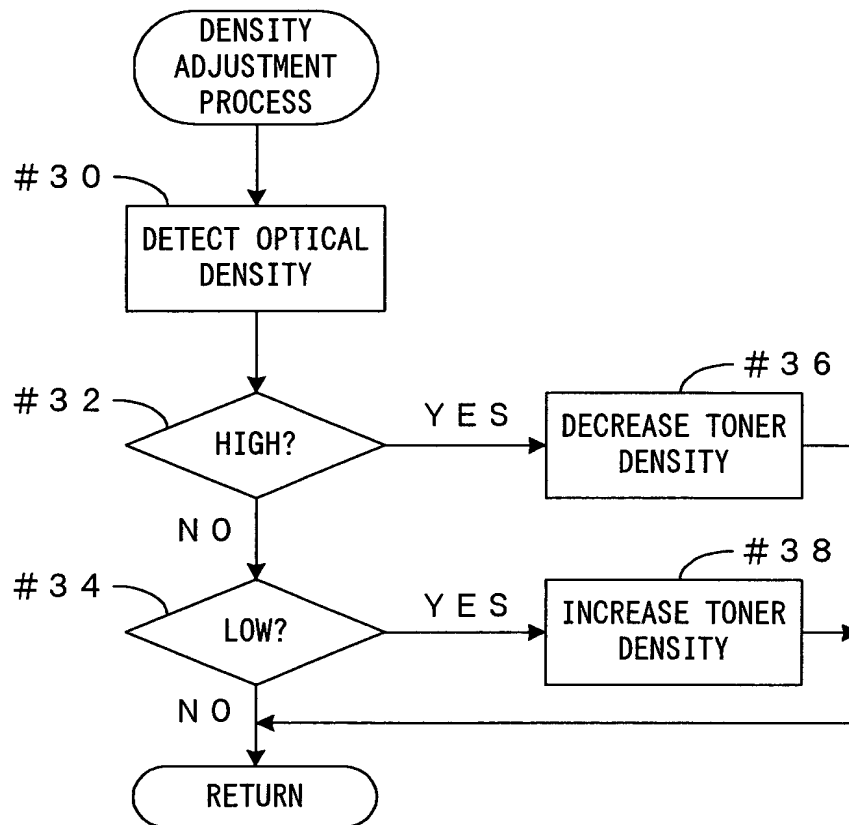 DENSITY
ADJUSTMENT
PROCESS
#30
DETECT OPTICAL
DENSITY
#32
HIGH?
YES
#36
DECREASE TONER
DENSITY
NO
#34
LOW?
YES
#38
INCREASE TONER
DENSITY
NO
RETURN